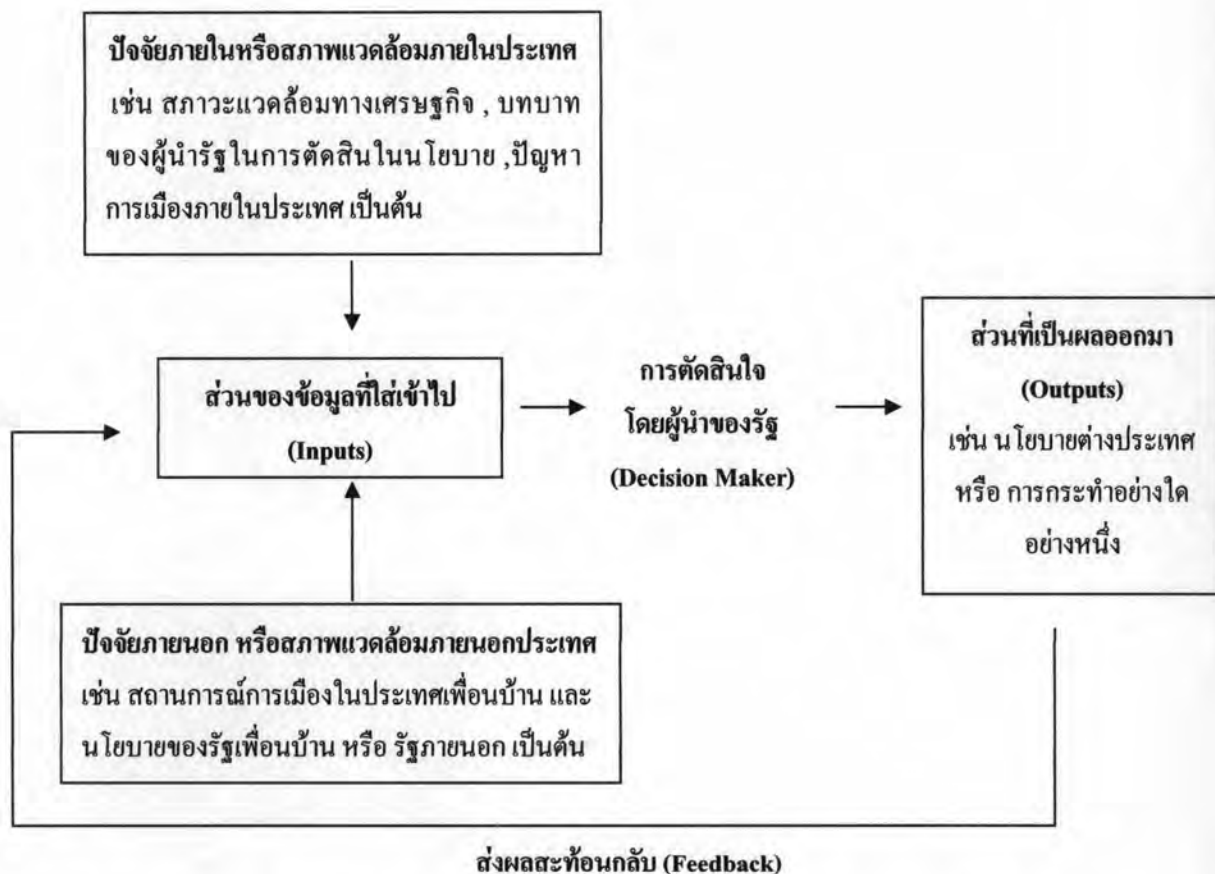 ปัจจัยภายในหรือสภาพแวดล้อมภายในประเทศ
เช่น สภาวะแวดล้อมทางเศรษฐกิจ , บทบาท
ของผู้นำรัฐในการตัดสินในนโยบาย ,ปัญหา
การเมืองภายในประเทศ เป็นต้น
ส่วนของข้อมูลที่ใส่เข้าไป
(Inputs)
การตัดสินใจ
โดยผู้นำของรัฐ
(Decision Maker)
ส่วนที่เป็นผลออกมา
(Outputs)
เช่น นโยบายต่างประเทศ
หรือ การกระทำอย่างใด
อย่างหนึ่ง
ปัจจัยภายนอก หรือสภาพแวดล้อมภายนอกประเทศ
เช่น สถานการณ์การเมืองในประเทศเพื่อนบ้าน และ
นโยบายของรัฐเพื่อนบ้าน หรือ รัฐภายนอก เป็นต้น
ส่งผลสะท้อนกลับ (Feedback)